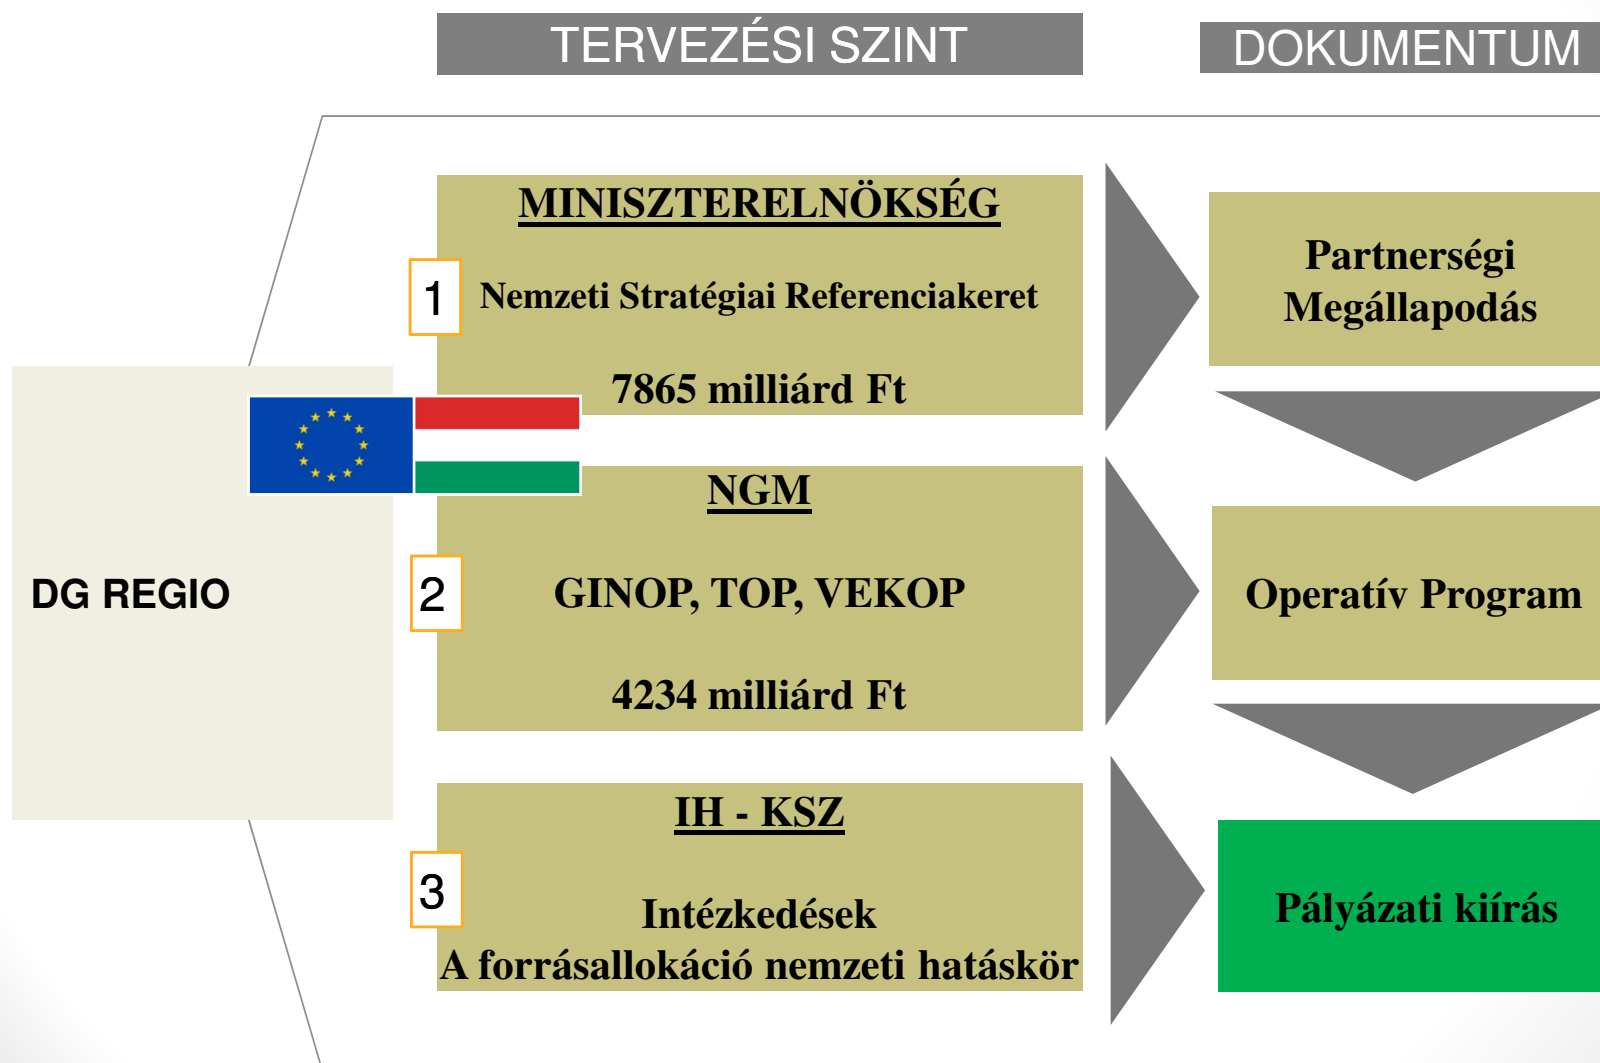 TERVEZÉSI SZINT
DOKUMENTUM
DG REGIO
1
MINISZTERELNÖKSÉG
Nemzeti Stratégiai Referenciakeret
7865 milliárd Ft
Partnerségi
Megállapodás
2
NGM
GINOP, TOP, VEKOP
4234 milliárd Ft
Operatív Program
3
IH - KSZ
Intézkedések
A forrásallokáció nemzeti hatáskör
Pályázati kiírás